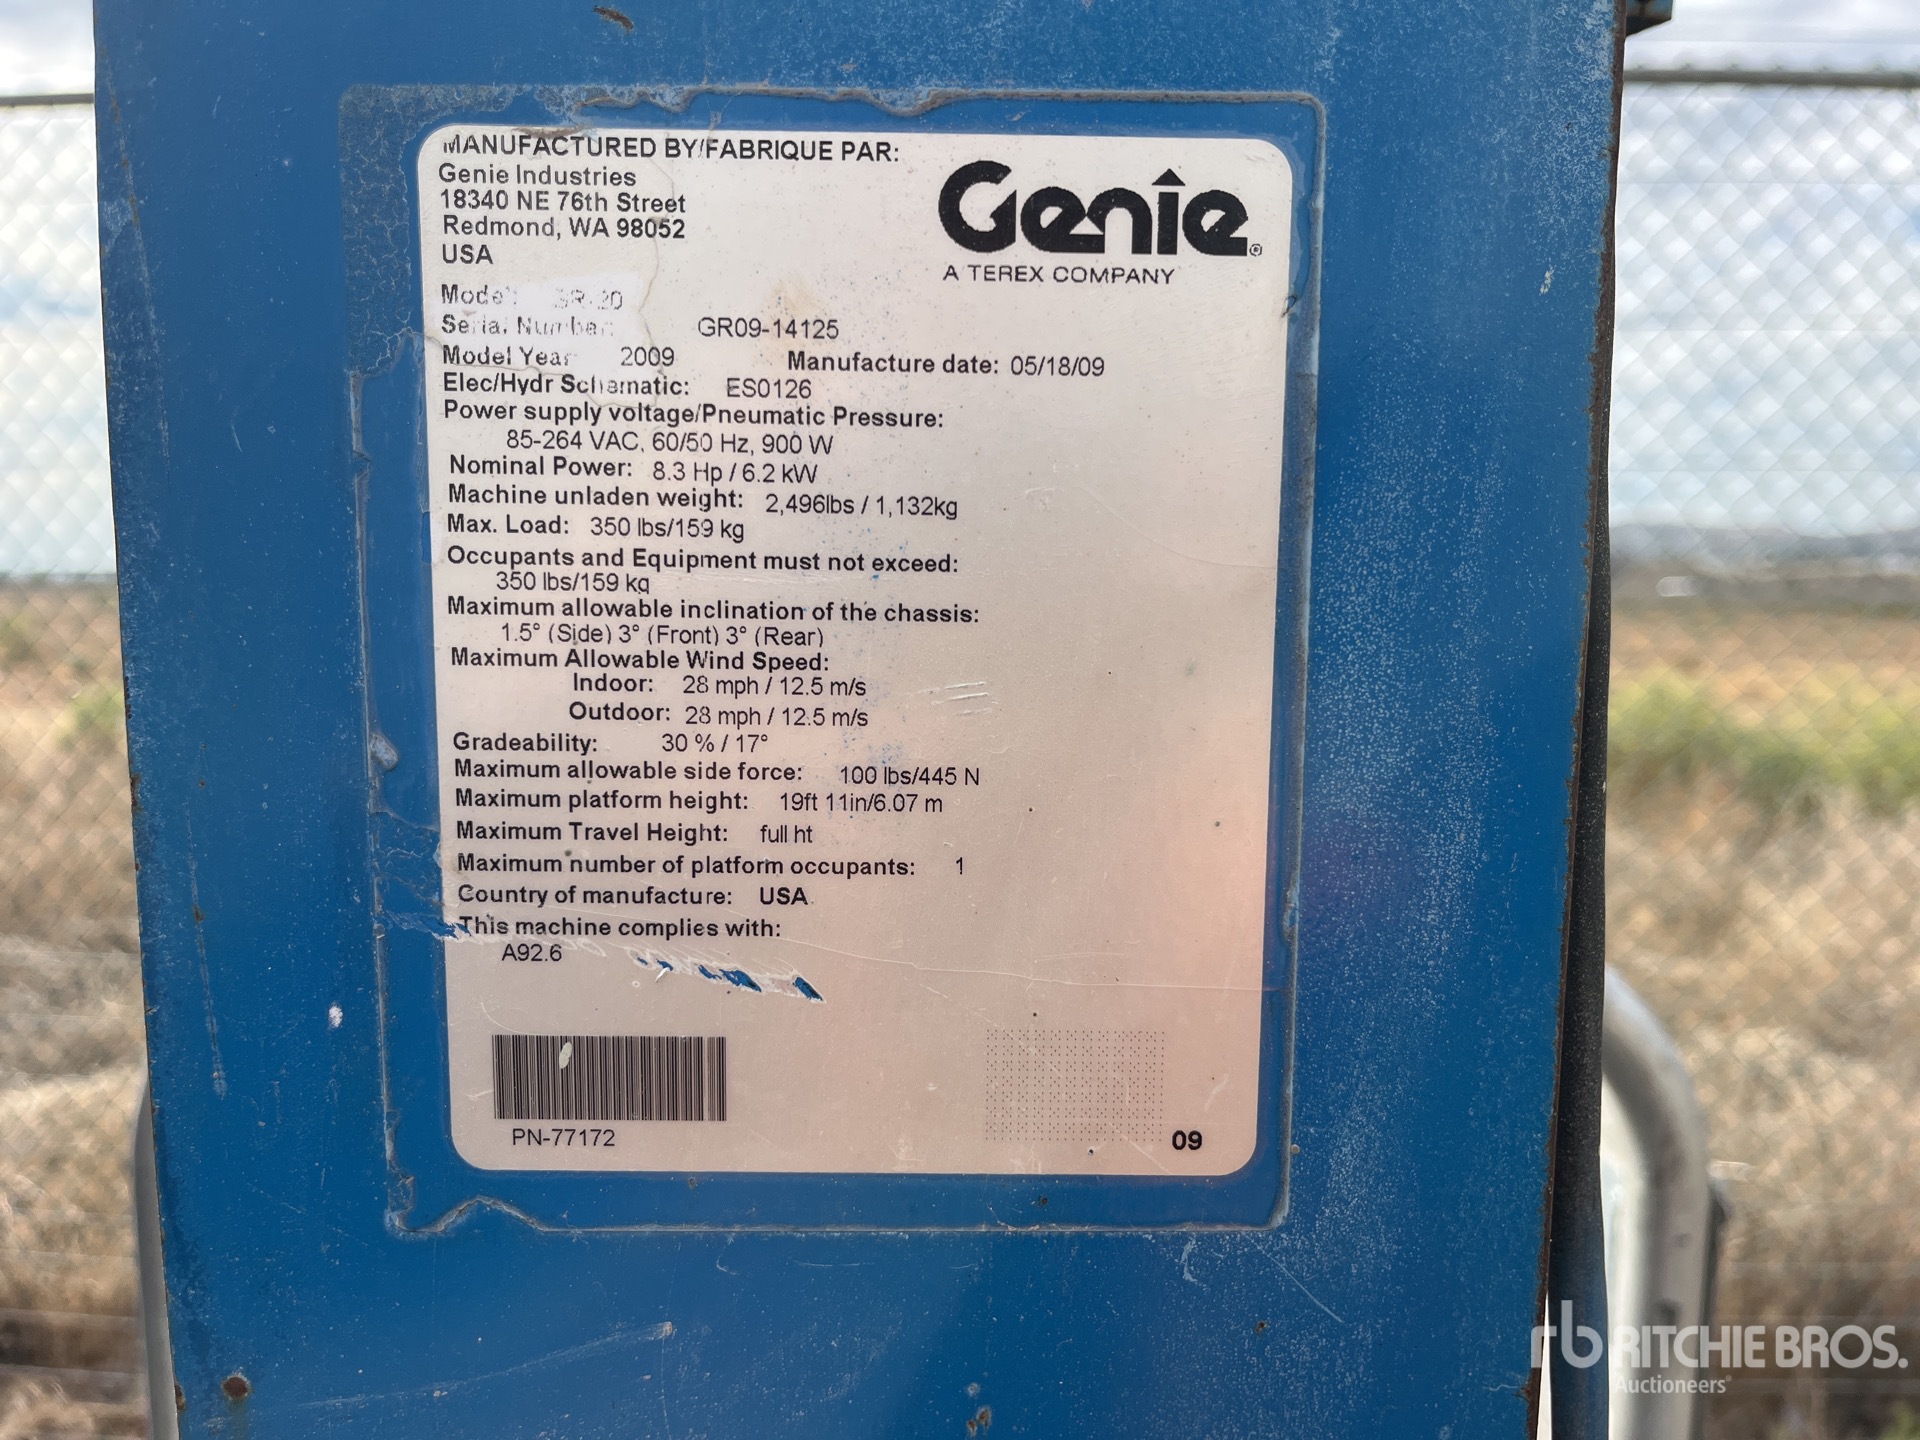 MANUFACTURED BY/FABRIQUE PAR:
Genie Industries
18340 NE 76th Street
Redmond, WA 98052
USA
Genie®
A TEREX COMPANY
Model:
Serial Number: GR09-14125
Model Year 2009 Manufacture date: 05/18/09
Elec/Hydr Schematic: ES0126
Power supply voltage/Pneumatic Pressure:
85-264 VAC, 60/50 Hz, 900 W
Nominal Power: 8.3 Hp / 6.2 kW
Machine unladen weight: 2,496lbs / 1,132kg
Max. Load: 350 lbs/159 kg
Occupants and Equipment must not exceed:
350 lbs/159 kg
Maximum allowable inclination of the chassis:
1.5° (Side) 3° (Front) 3° (Rear)
Maximum Allowable Wind Speed:
Indoor: 28 mph / 12.5 m/s
Outdoor: 28 mph / 12.5 m/s
Gradeability: 30 % / 17°
Maximum allowable side force: 100 lbs/445 N
Maximum platform height: 19ft 11in/6.07 m
Maximum Travel Height: full ht
Maximum number of platform occupants: 1
Country of manufacture: USA
This machine complies with:
A92.6
PN-77172
09
rb RITCHIE BROS.
Auctioneers